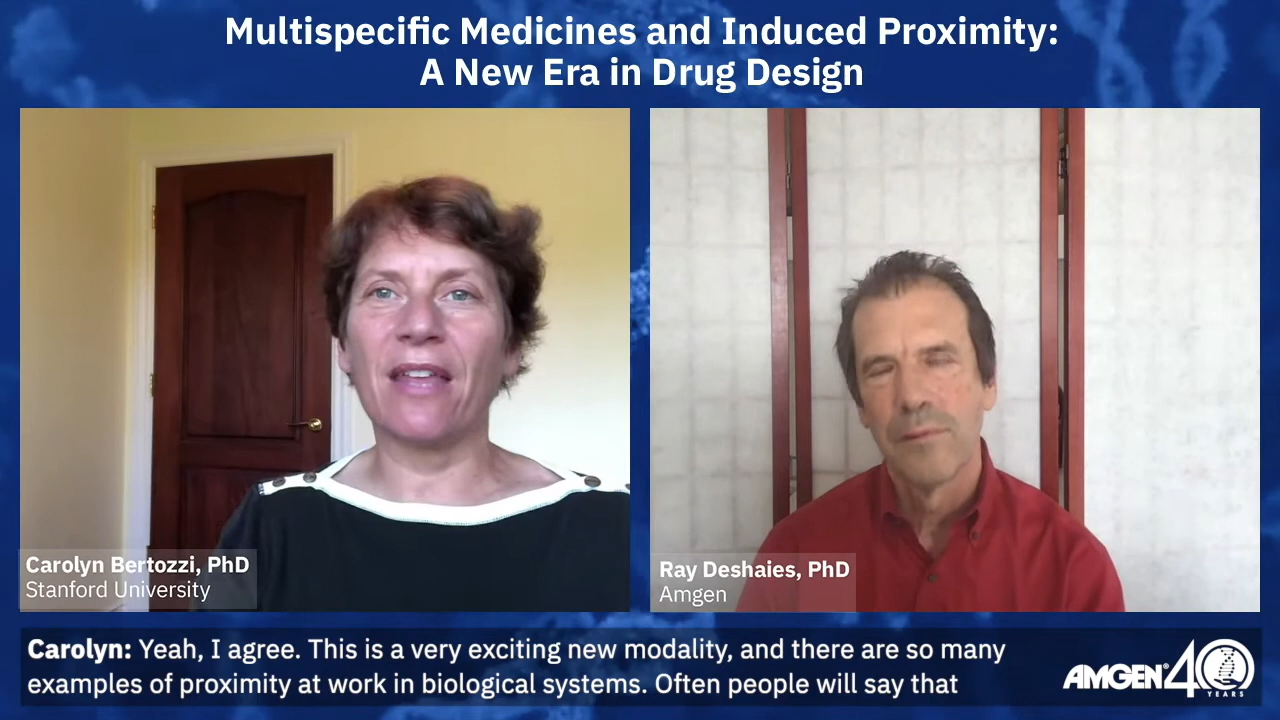 Multispecific Medicines and Induced Proximity:
A New Era in Drug Design
Carolyn Bertozzi, PhD
Stanford University
Ray Deshaies, PhD
Amgen
Carolyn: Yeah, I agree. This is a very exciting new modality, and there are so many
examples of proximity at work in biological systems. Often people will say that
AMGEN® 40
YEARS